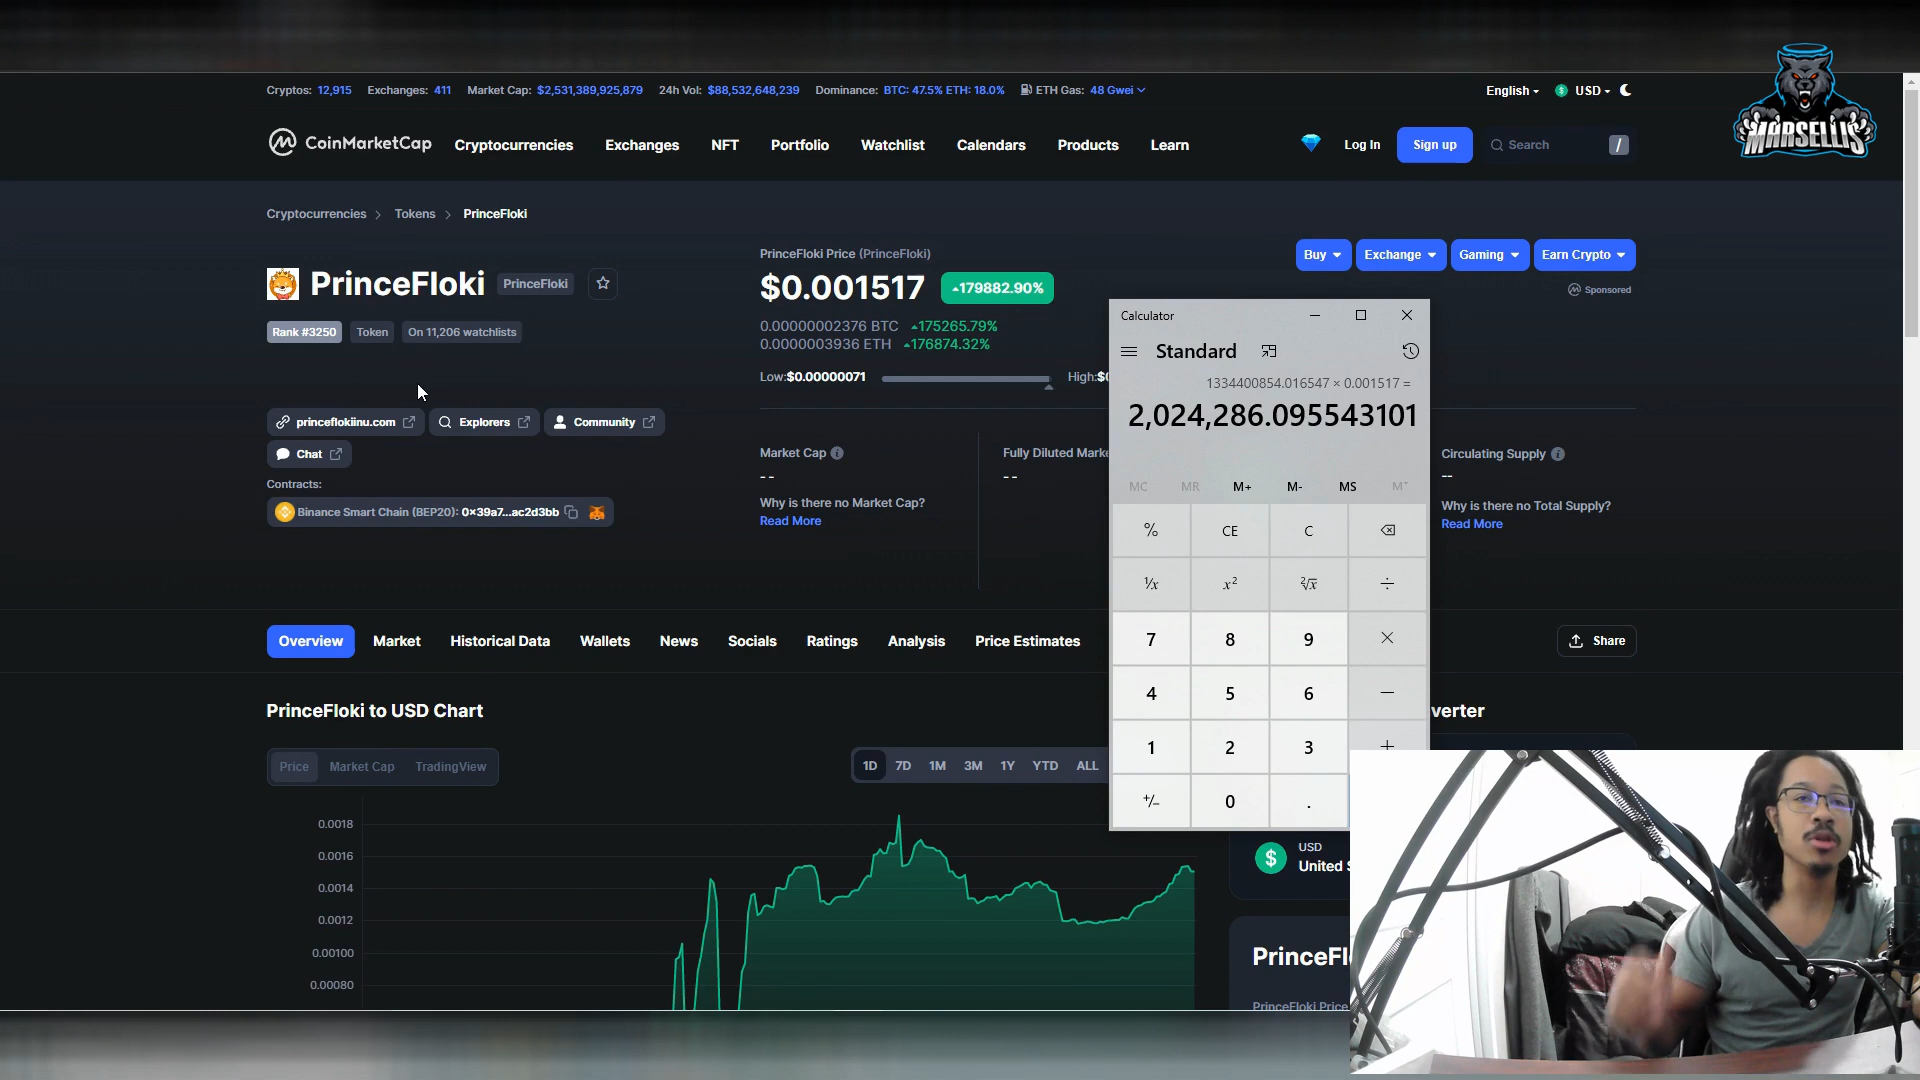 Cryptos: 12,915 Exchanges: 411 Market Cap: $2,531,389,925,879 24h Vol: $88,532,648,239 Dominance: BTC: 47.5% ETH: 18.0% ETH Gas: 48 Gwei
English USD
MARSELLIS
CoinMarketCap Cryptocurrencies Exchanges NFT Portfolio Watchlist Calendars Products Learn
Log In Sign up Search /
Cryptocurrencies > Tokens > PrinceFloki
PrinceFloki PrinceFloki
Rank #3250 Token On 11,206 watchlists
princeflokiinu.com Explorers Community
Chat
Contracts:
Binance Smart Chain (BEP20): 0x39a7...ac2d3bb
PrinceFloki Price (PrinceFloki)
$0.001517 179882.90%
0.00000002376 BTC 175265.79%
0.0000003936 ETH 176874.32%
Low:$0.00000071 High:
Buy Exchange Gaming Earn Crypto
Sponsored
Market Cap
--
Why is there no Market Cap?
Read More
Fully Diluted
--
Circulating Supply
--
Why is there no Total Supply?
Read More
Calculator
Standard
1334400854.016547 × 0.001517 =
2,024,286.095543101
MC MR M+ M- MS
% CE C
¹/x x² ²√x ÷
7 8 9 ×
4 5 6 −
1 2 3 +
+/− 0 .
Overview Market Historical Data Wallets News Socials Ratings Analysis Price Estimates
Share
PrinceFloki to USD Chart
Price Market Cap TradingView
1D 7D 1M 3M 1Y YTD ALL
0.0018
0.0016
0.0014
0.0012
0.00100
0.00080
verter
USD
United
PrinceFl
PrinceFloki Price